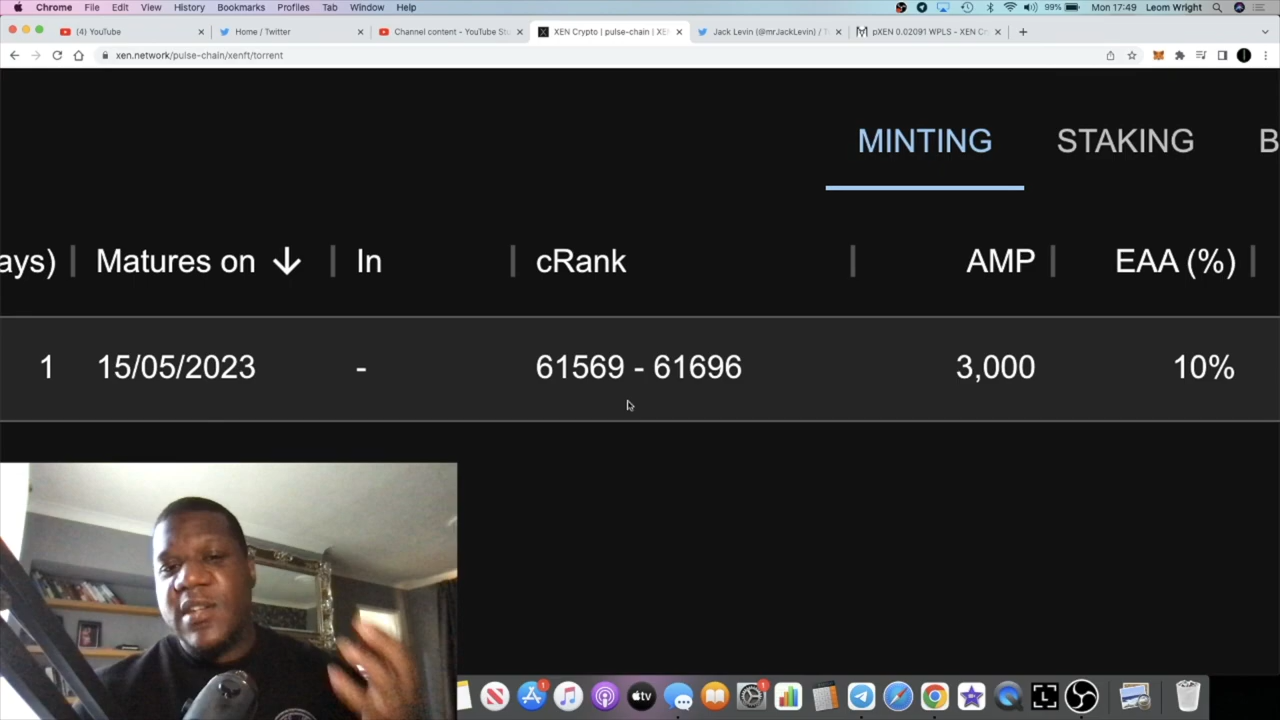 Chrome File Edit View History Bookmarks Profiles Tab Window Help 99% Mon 17:49 Leom Wright
(4) YouTube Home / Twitter Channel content - YouTube St XEN Crypto | pulse-chain | XE Jack Levin (@mrJackLevin) / T pXEN 0.02091 WPLS - XEN Cr
xen.network/pulse-chain/xenft/torrent
MINTING STAKING B
ays) Matures on In cRank AMP EAA (%)
1 15/05/2023 - 61569 - 61696 3,000 10%
tv